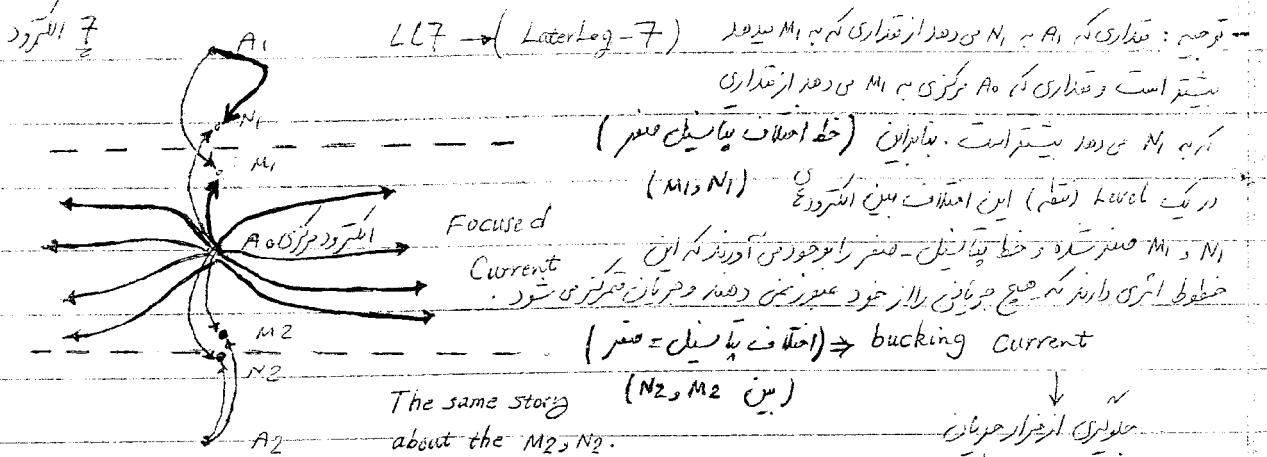 7 الکترود
LL7 → ( LaterLog-7 )
- توجیه : مقداری که A1 به N1 می دهد از مقداری که به M1 میدهد
بیشتر است و مقداری که A0 مرکزی به M1 می دهد از مقداری
که به N1 می دهد بیشتر است . بنابراین ( خط اختلاف پتانسیل صفر )
(M1 و N1)
در یک Level (نقطه) این اختلاف بین الکترودهای
N1 و M1 صفر شده و خط پتانسیل - صفر را بوجود می آورند که این
خطوط اثری دارند که هیچ جریانی را از خود عبور نمی دهند و جریان متمرکز می شود .
( اختلاف پتانسیل = صفر ) ⇒ bucking current
( بین M2 و N2 )
↓
جلوگیری از فرار جریان
A1
N1
M1
A0 الکترود مرکزی
Focused
Current
M2
N2
A2
The same story
about the M2 و N2.